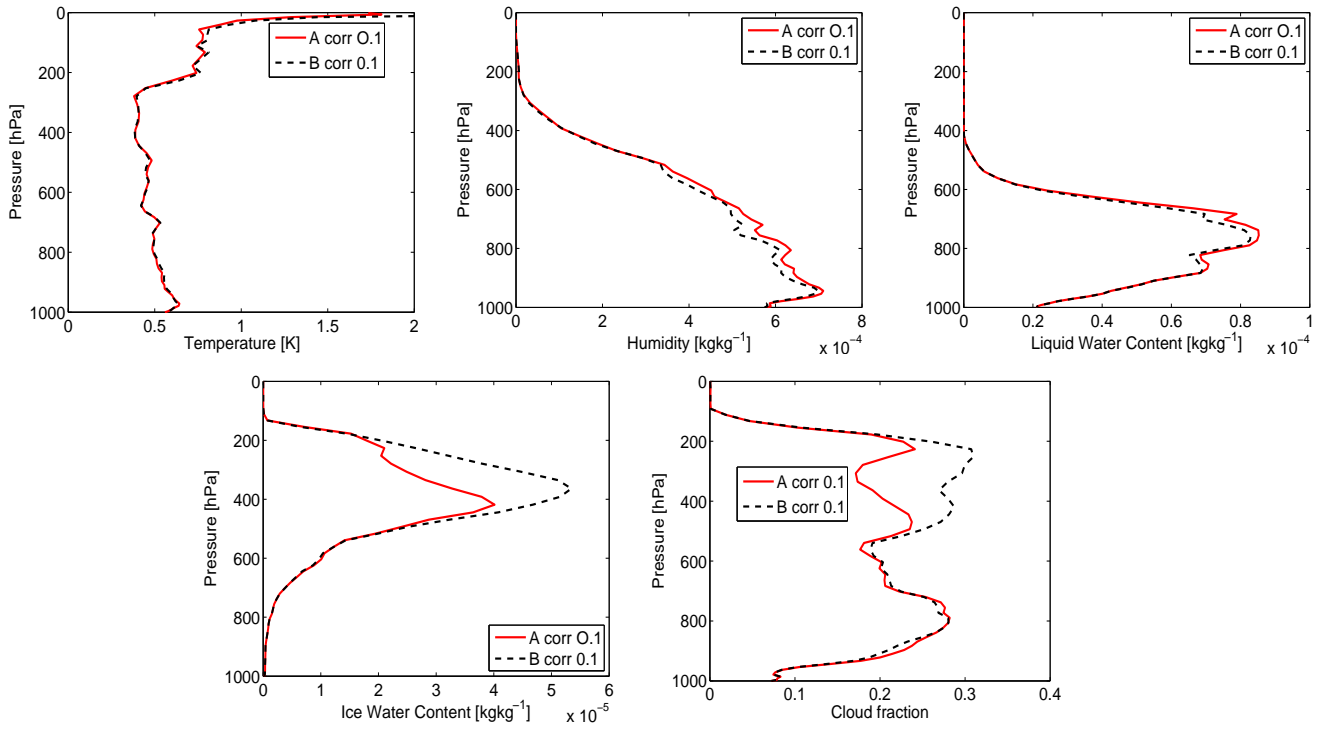 0
200
400
600
800
1000
Pressure [hPa]
0
0.5
1
1.5
2
Temperature [K]
A corr O.1
B corr 0.1
0
200
400
600
800
1000
Pressure [hPa]
0
2
4
6
8
x 10⁻⁴
Humidity [kgkg⁻¹]
A corr O.1
B corr 0.1
0
200
400
600
800
1000
Pressure [hPa]
0
0.2
0.4
0.6
0.8
1
x 10⁻⁴
Liquid Water Content [kgkg⁻¹]
A corr O.1
B corr 0.1
0
200
400
600
800
1000
Pressure [hPa]
0
1
2
3
4
5
6
x 10⁻⁵
Ice Water Content [kgkg⁻¹]
A corr O.1
B corr 0.1
0
200
400
600
800
1000
Pressure [hPa]
0
0.1
0.2
0.3
0.4
Cloud fraction
A corr 0.1
B corr 0.1